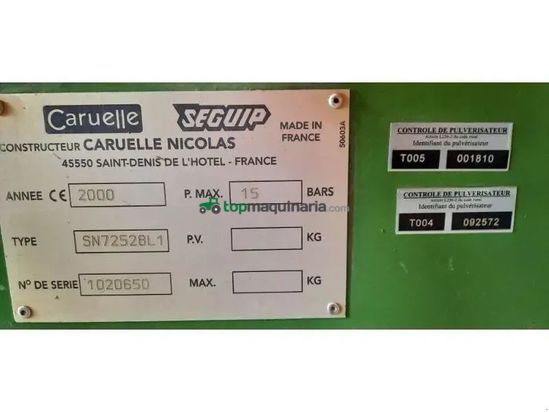 Caruelle SEGUIP
CONSTRUCTEUR CARUELLE NICOLAS
MADE IN
FRANCE
50603A
45550 SAINT-DENIS DE L'HOTEL - FRANCE
ANNEE CE 2000 P. MAX. 15 BARS
topmaquinaria.com
TYPE SN7252BL1 P.V. KG
N° DE SERIE 1020650 MAX. KG
CONTROLE DE PULVERISATEUR
Identifiant du pulvérisateur
T005 001810
CONTROLE DE PULVERISATEUR
Identifiant du pulvérisateur
T004 092572